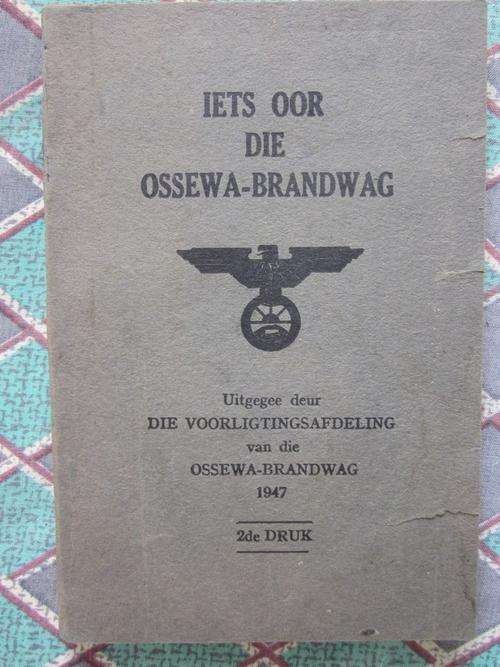 IETS OOR
DIE
OSSEWA-BRANDWAG
Uitgegee deur
DIE VOORLIGTINGSAFDELING
van die
OSSEWA-BRANDWAG
1947
2de DRUK